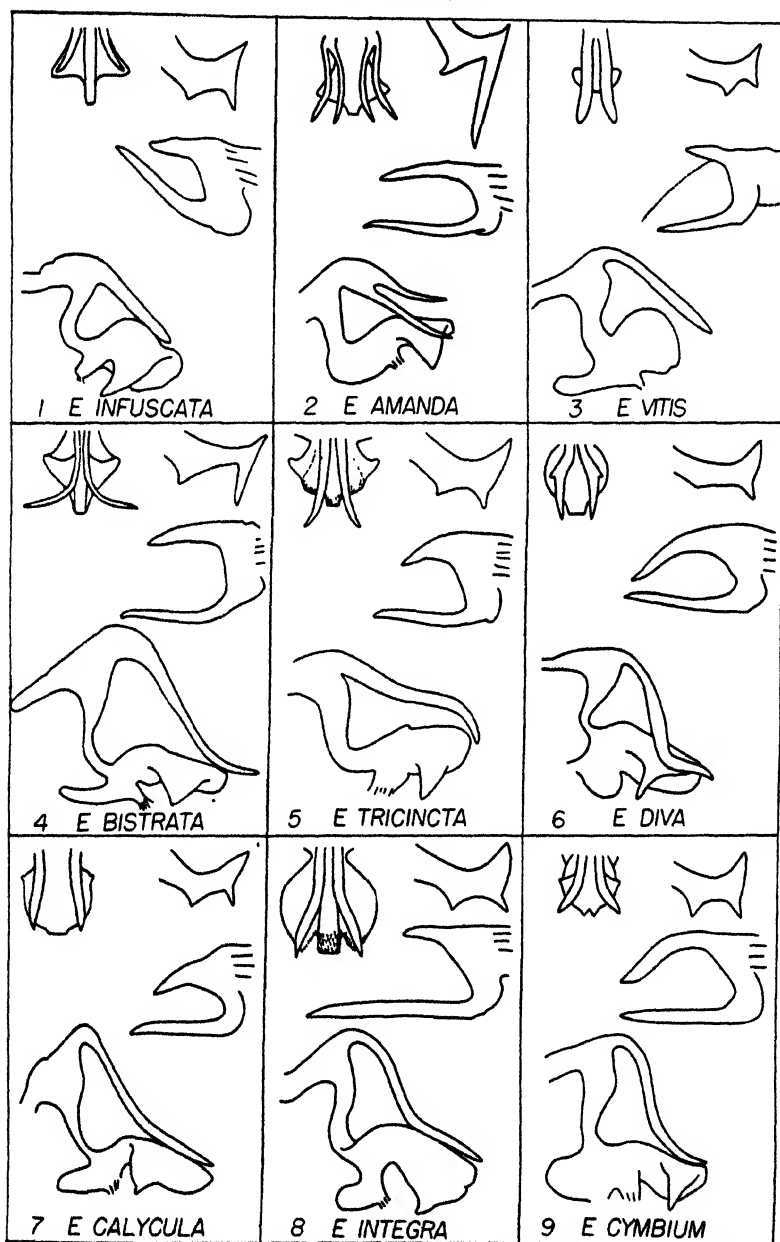 1 E INFUSCATA
2 E AMANDA
3 E VITIS
4 E BISTRATA
5 E TRICINCTA
6 E DIVA
7 E CALYCULA
8 E INTEGRA
9 E CYMBIUM